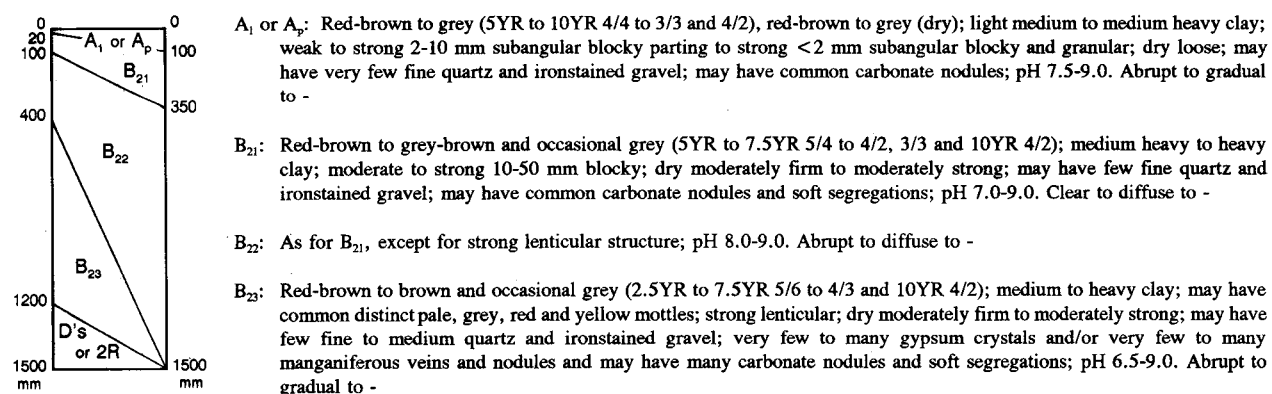 0 0
20 A₁ or Aₚ
100 100
B₂₁
350
400
B₂₂
B₂₃
1200
D's
or 2R
1500 1500
mm mm
A₁ or Aₚ: Red-brown to grey (5YR to 10YR 4/4 to 3/3 and 4/2), red-brown to grey (dry); light medium to medium heavy clay;
weak to strong 2-10 mm subangular blocky parting to strong <2 mm subangular blocky and granular; dry loose; may
have very few fine quartz and ironstained gravel; may have common carbonate nodules; pH 7.5-9.0. Abrupt to gradual
to -
B₂₁: Red-brown to grey-brown and occasional grey (5YR to 7.5YR 5/4 to 4/2, 3/3 and 10YR 4/2); medium heavy to heavy
clay; moderate to strong 10-50 mm blocky; dry moderately firm to moderately strong; may have few fine quartz and
ironstained gravel; may have common carbonate nodules and soft segregations; pH 7.0-9.0. Clear to diffuse to -
B₂₂: As for B₂₁, except for strong lenticular structure; pH 8.0-9.0. Abrupt to diffuse to -
B₂₃: Red-brown to brown and occasional grey (2.5YR to 7.5YR 5/6 to 4/3 and 10YR 4/2); medium to heavy clay; may have
common distinct pale, grey, red and yellow mottles; strong lenticular; dry moderately firm to moderately strong; may have
few fine to medium quartz and ironstained gravel; very few to many gypsum crystals and/or very few to many
manganiferous veins and nodules and may have many carbonate nodules and soft segregations; pH 6.5-9.0. Abrupt to
gradual to -